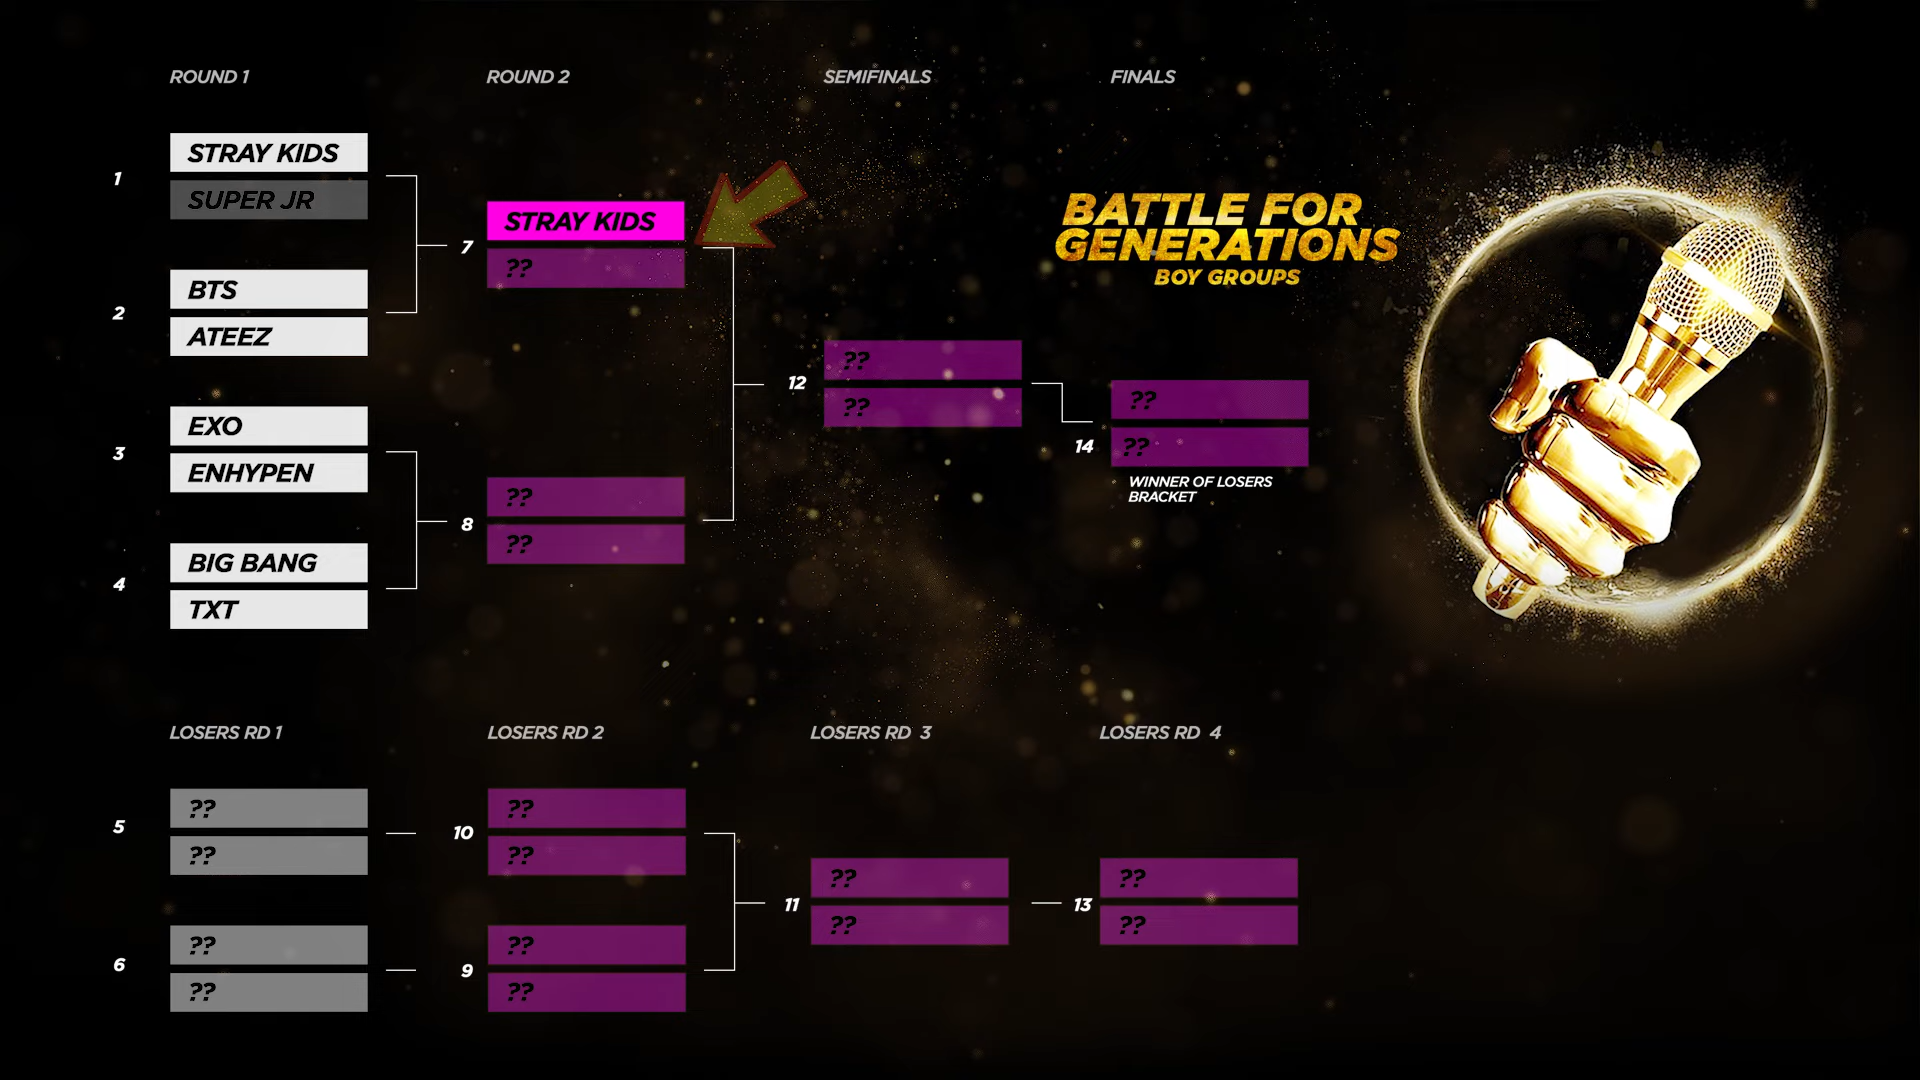 ROUND 1
ROUND 2
SEMIFINALS
FINALS
1
STRAY KIDS
SUPER JR
2
BTS
ATEEZ
3
EXO
ENHYPEN
4
BIG BANG
TXT
7
STRAY KIDS
??
8
??
??
12
??
??
14
??
??
WINNER OF LOSERS
BRACKET
BATTLE FOR
GENERATIONS
BOY GROUPS
LOSERS RD 1
LOSERS RD 2
LOSERS RD 3
LOSERS RD 4
5
??
??
6
??
??
10
??
??
9
??
??
11
??
??
13
??
??